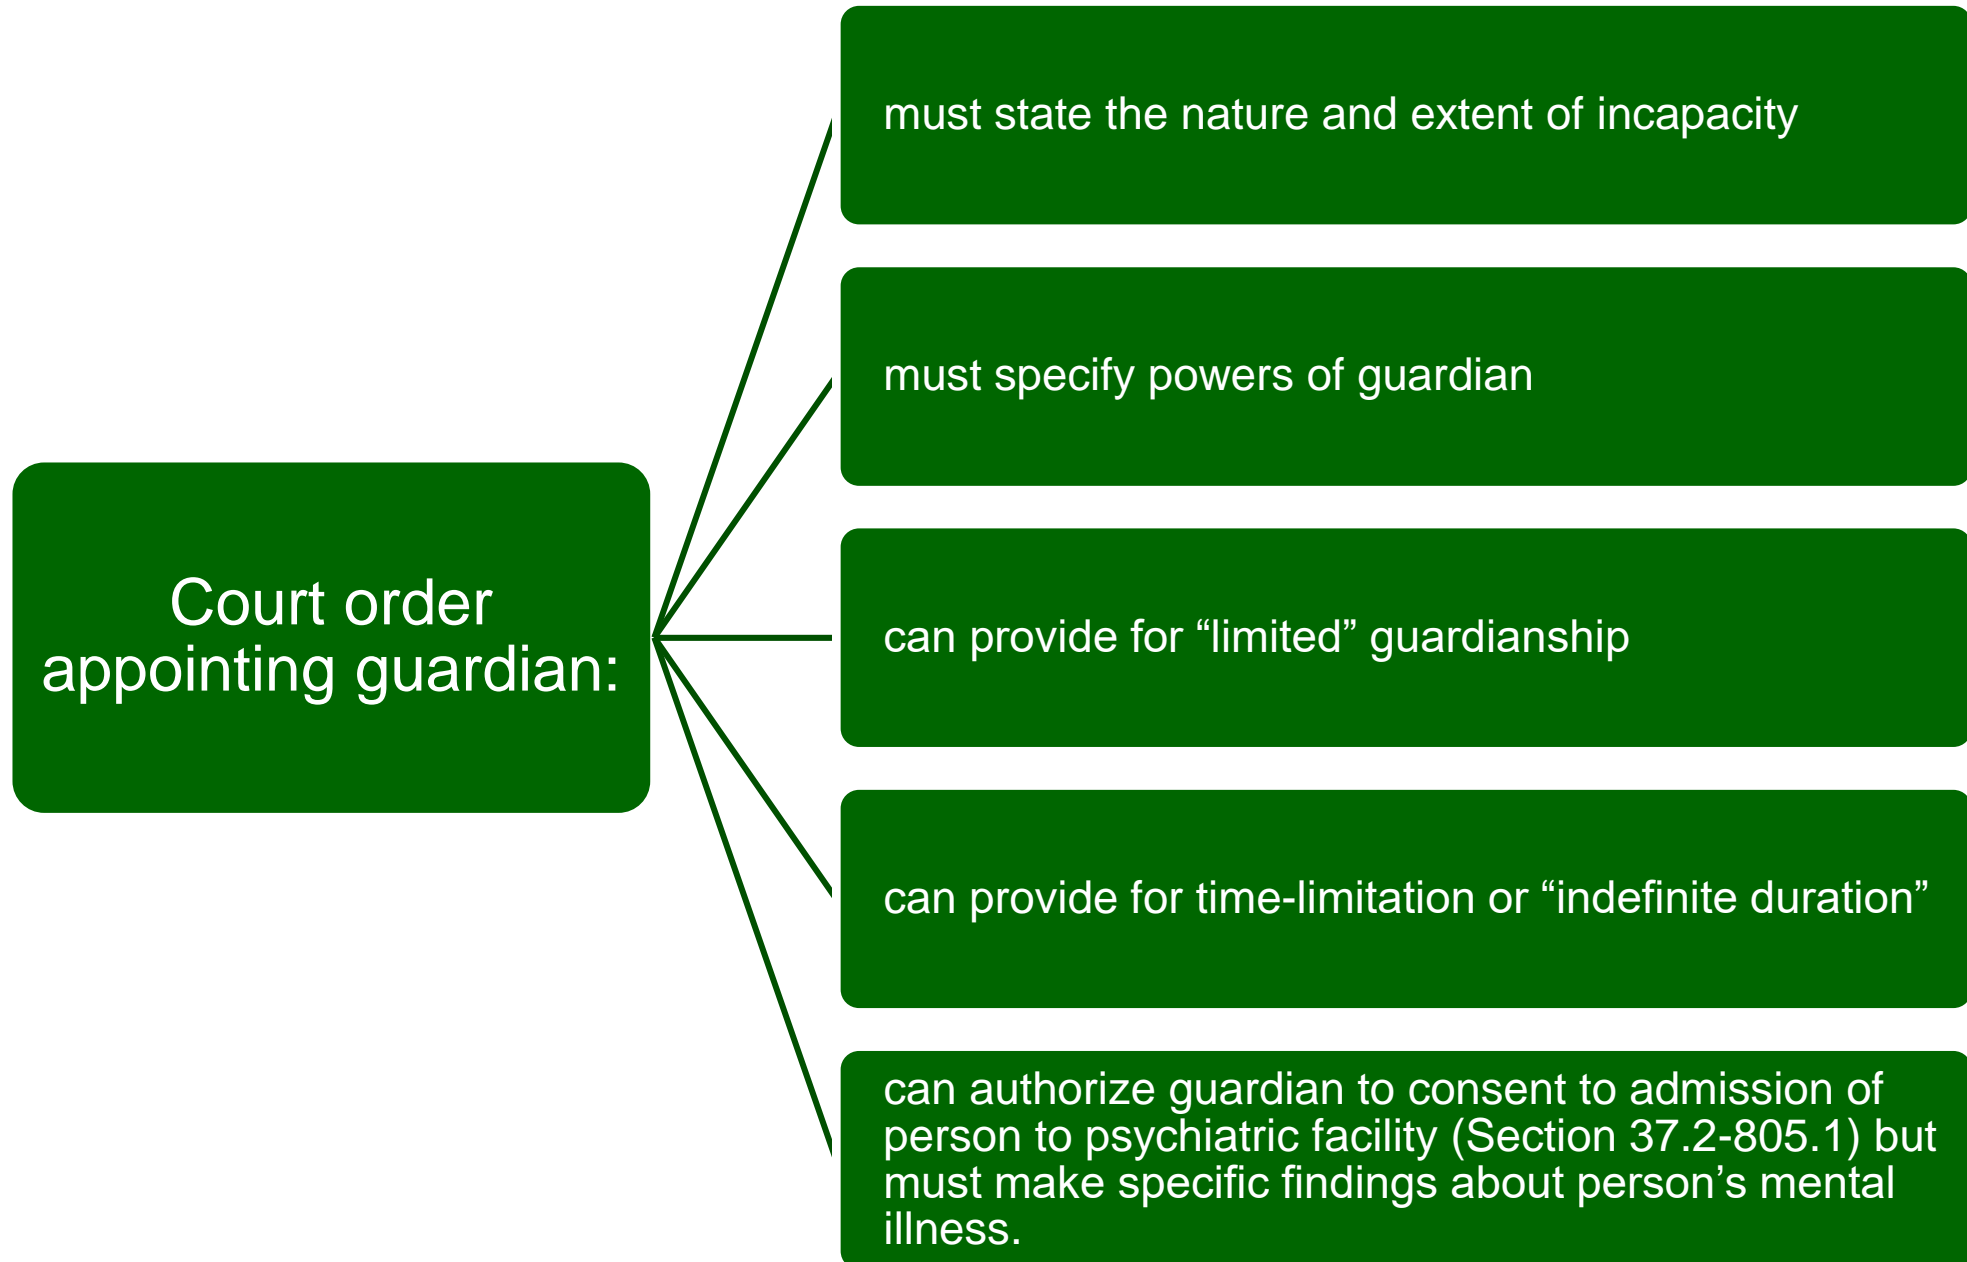 Court order
appointing guardian:
must state the nature and extent of incapacity
must specify powers of guardian
can provide for “limited” guardianship
can provide for time-limitation or “indefinite duration”
can authorize guardian to consent to admission of
person to psychiatric facility (Section 37.2-805.1) but
must make specific findings about person’s mental
illness.